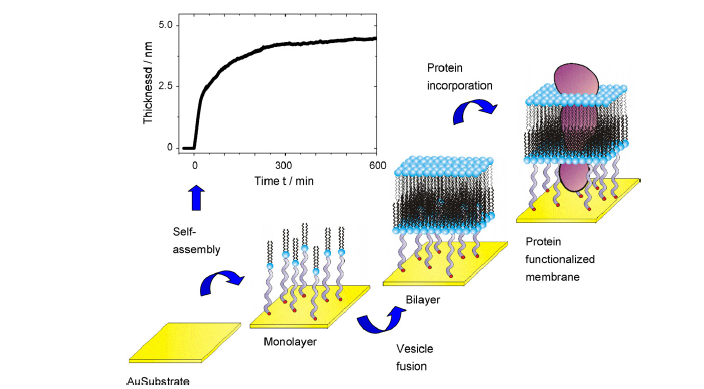 5.0
2.5
0
Thicknessd / nm
0
300
600
Time t / min
Protein
incorporation
Self-
assembly
Monolayer
Bilayer
Vesicle
fusion
Protein
functionalized
membrane
AuSubstrate